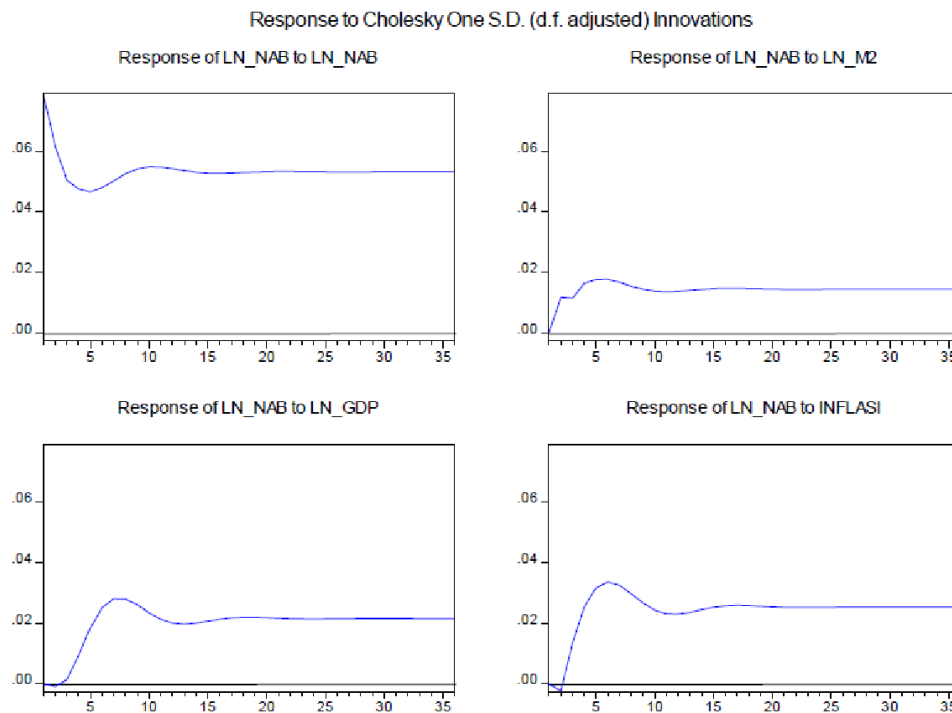 Response to Cholesky One S.D. (d.f. adjusted) Innovations
Response of LN_NAB to LN_NAB
.06
.04
.02
.00
5 10 15 20 25 30 35
Response of LN_NAB to LN_M2
.06
.04
.02
.00
5 10 15 20 25 30 35
Response of LN_NAB to LN_GDP
.06
.04
.02
.00
5 10 15 20 25 30 35
Response of LN_NAB to INFLASI
.06
.04
.02
.00
5 10 15 20 25 30 35